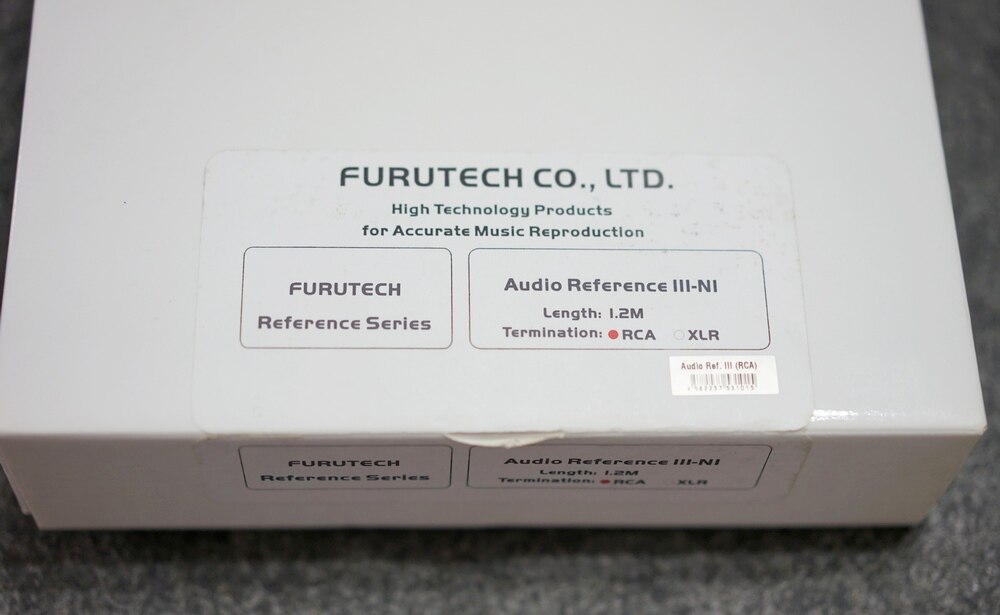 FURUTECH CO., LTD.
High Technology Products
for Accurate Music Reproduction
FURUTECH
Reference Series
Audio Reference III-N1
Length: 1.2M
Termination: RCA XLR
Audio Ref. III (RCA)
FURUTECH
Reference Series
Audio Reference III-N1
Length: 1.2M
Termination: RCA XLR